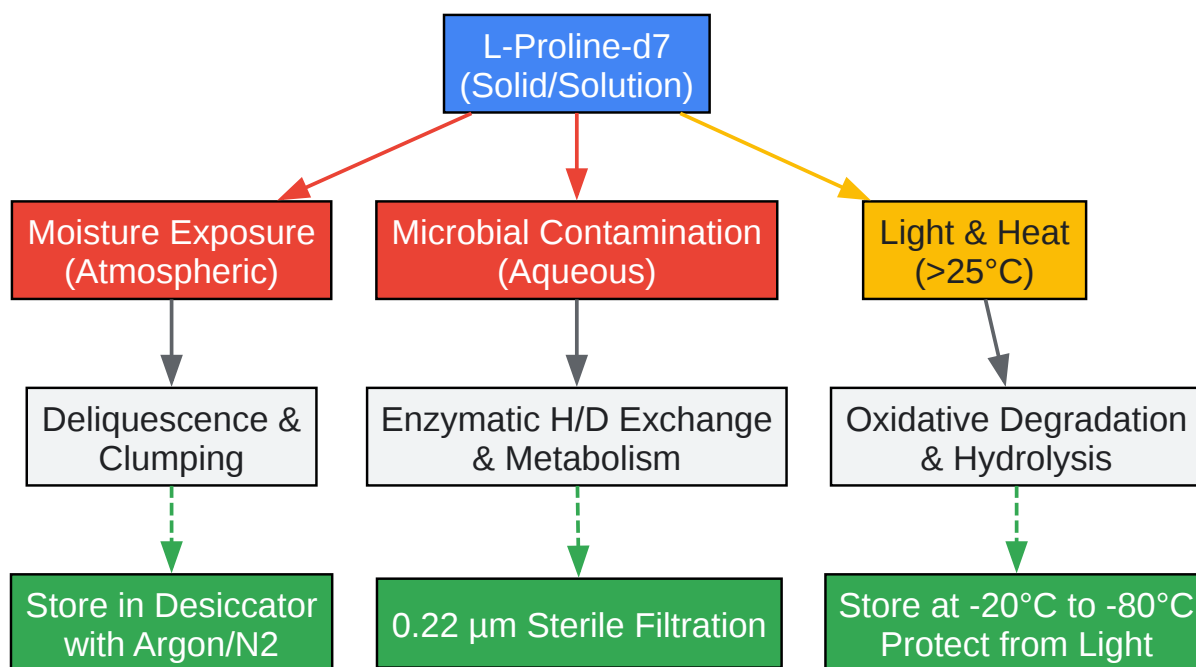 L-Proline-d7
(Solid/Solution)
Moisture Exposure
(Atmospheric)
Microbial Contamination
(Aqueous)
Light & Heat
(>25°C)
Deliquescence &
Clumping
Enzymatic H/D Exchange
& Metabolism
Oxidative Degradation
& Hydrolysis
Store in Desiccator
with Argon/N2
0.22 µm Sterile Filtration
Store at -20°C to -80°C
Protect from Light